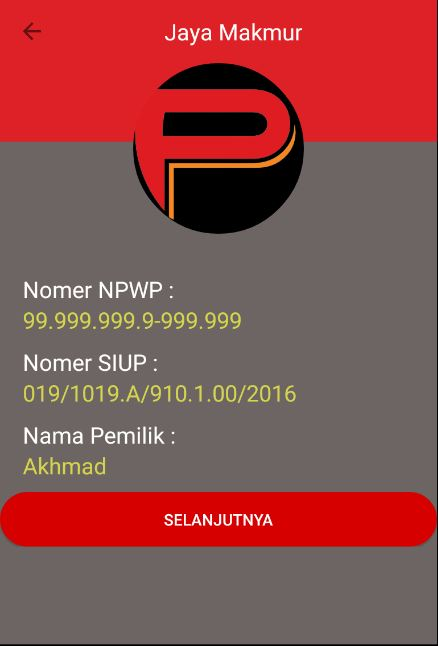 Jaya Makmur
P
Nomer NPWP :
99.999.999.9-999.999
Nomer SIUP :
019/1019.A/910.1.00/2016
Nama Pemilik :
Akhmad
SELANJUTNYA